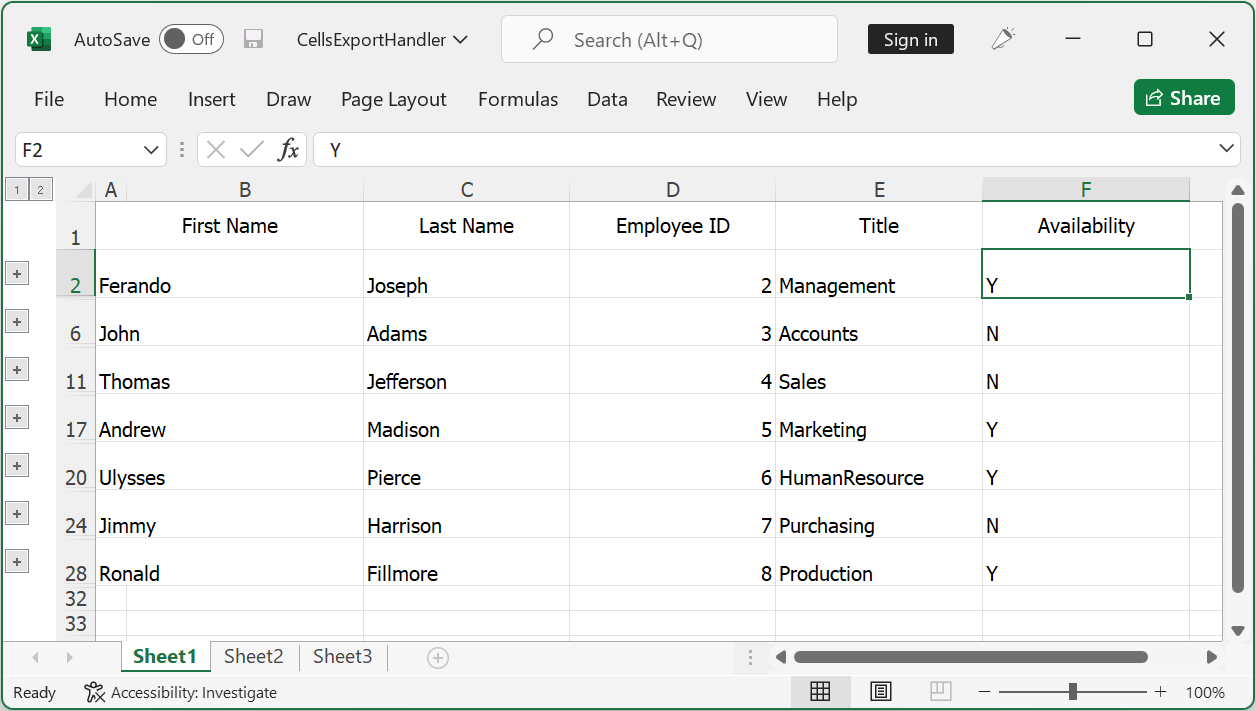 AutoSave Off CellsExportHandler Search (Alt+Q) Sign in
File Home Insert Draw Page Layout Formulas Data Review View Help Share
F2 fx Y
1 2 A B C D E F
1 First Name Last Name Employee ID Title Availability
+ 2 Ferando Joseph 2 Management Y
+ 6 John Adams 3 Accounts N
+ 11 Thomas Jefferson 4 Sales N
+ 17 Andrew Madison 5 Marketing Y
+ 20 Ulysses Pierce 6 HumanResource Y
+ 24 Jimmy Harrison 7 Purchasing N
+ 28 Ronald Fillmore 8 Production Y
32
33
Sheet1 Sheet2 Sheet3
Ready Accessibility: Investigate 100%